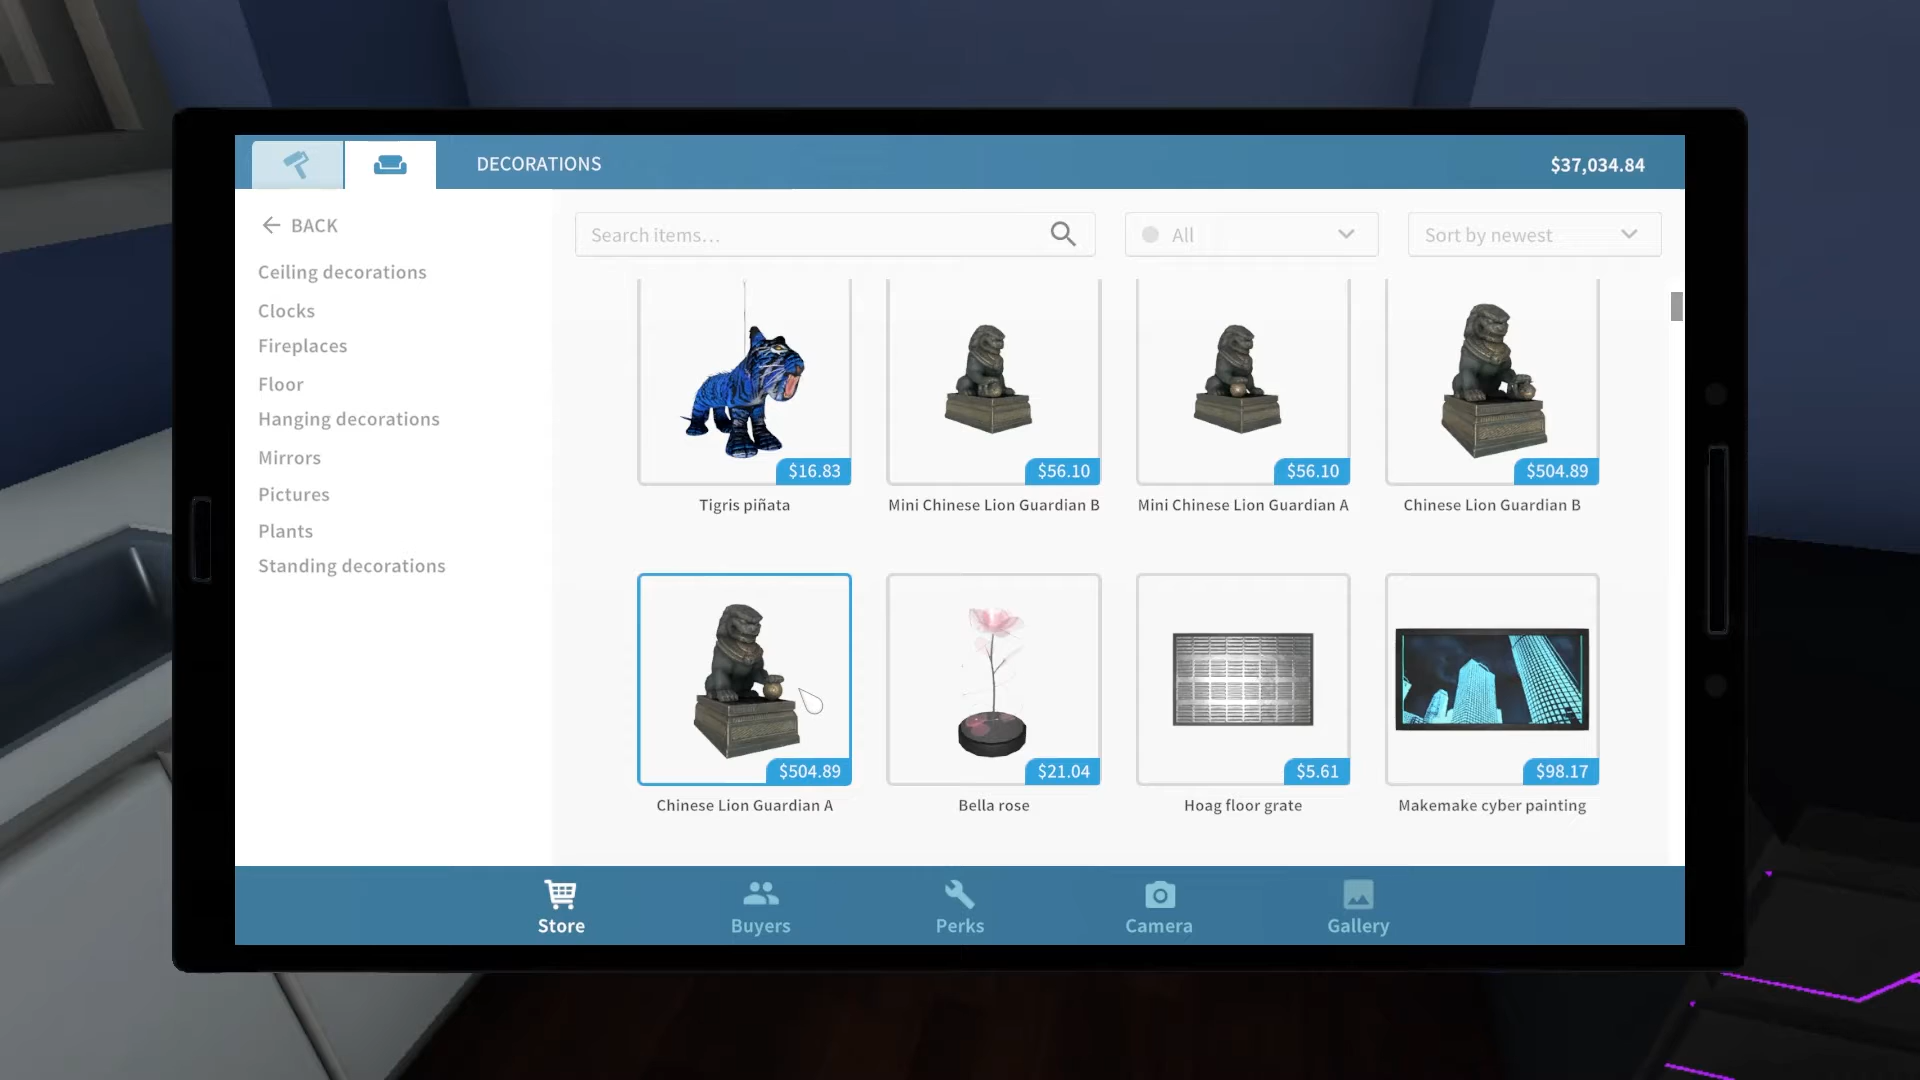 DECORATIONS
$37,034.84
BACK
Search items...
All
Sort by newest
Ceiling decorations
Clocks
Fireplaces
Floor
Hanging decorations
Mirrors
Pictures
Plants
Standing decorations
$16.83
$56.10
$56.10
$504.89
Tigris piñata
Mini Chinese Lion Guardian B
Mini Chinese Lion Guardian A
Chinese Lion Guardian B
$504.89
$21.04
$5.61
$98.17
Chinese Lion Guardian A
Bella rose
Hoag floor grate
Makemake cyber painting
Store
Buyers
Perks
Camera
Gallery